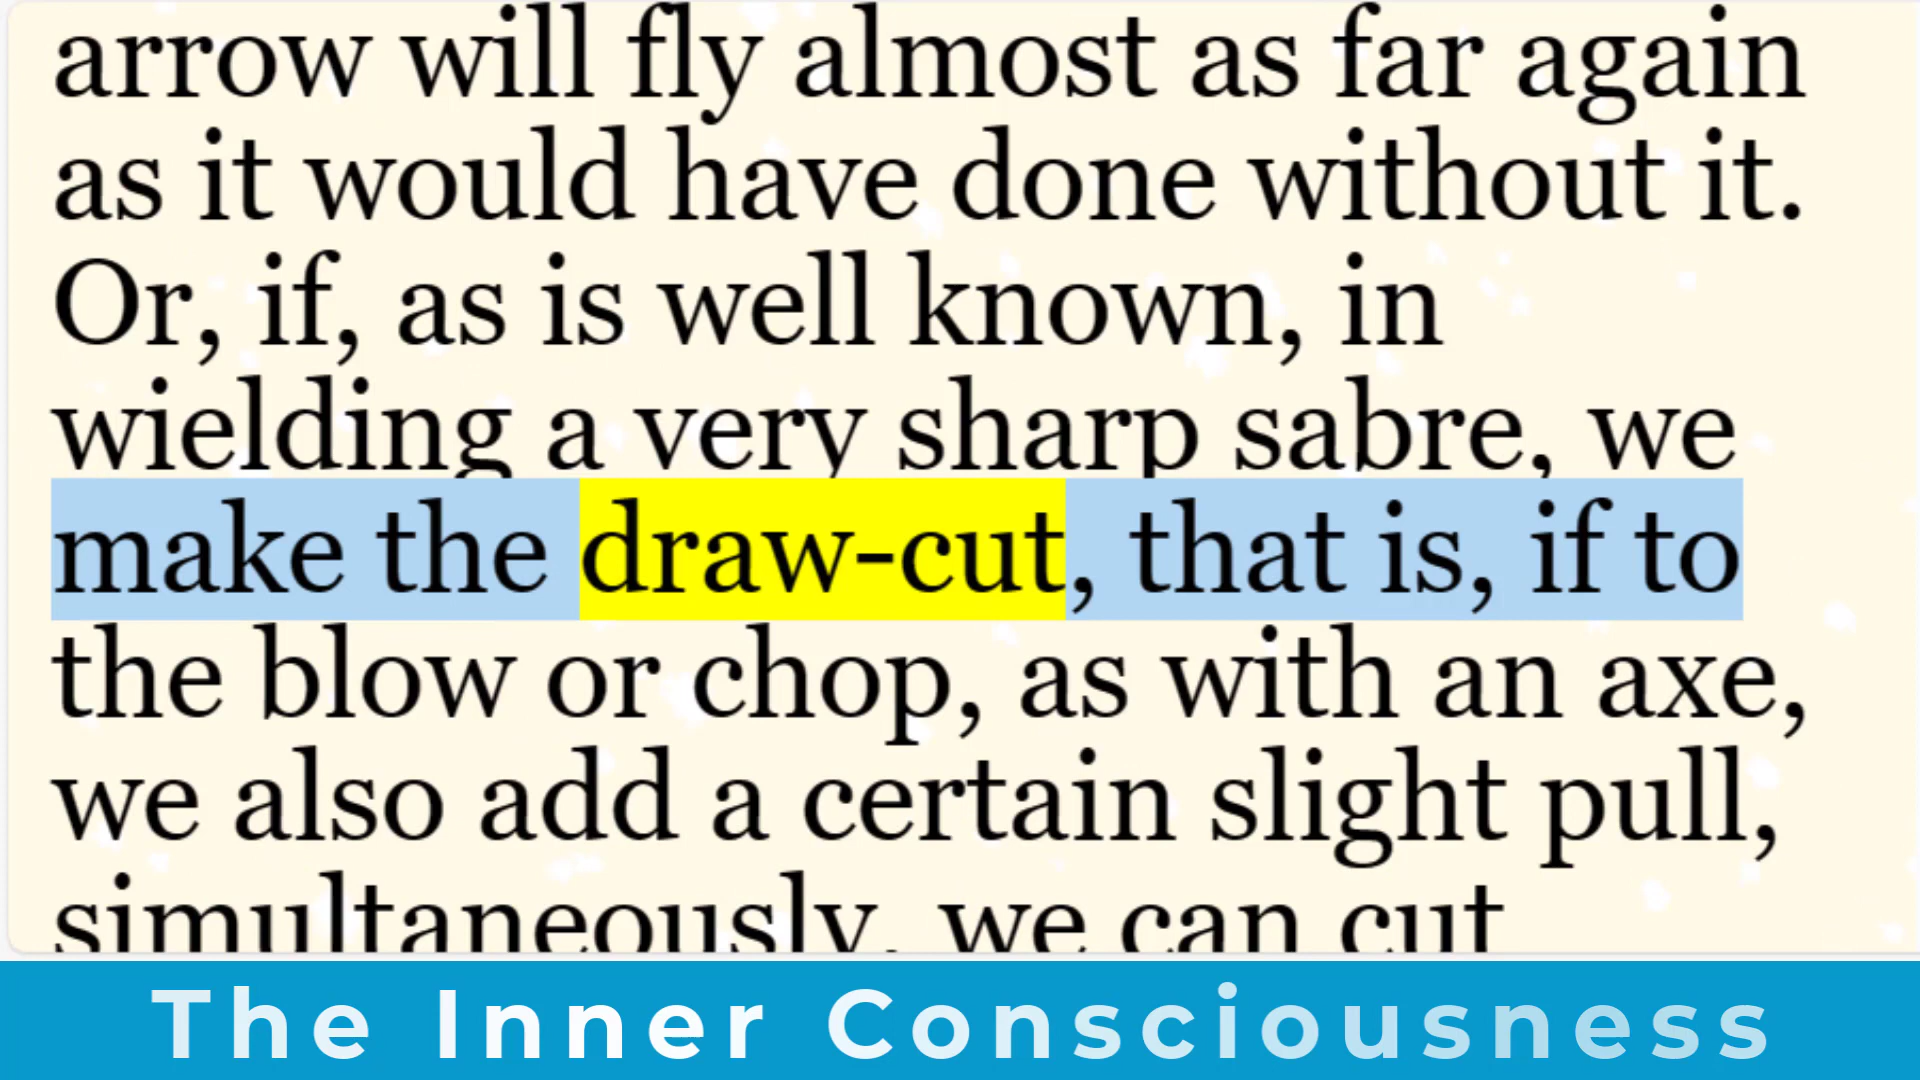 arrow will fly almost as far again
as it would have done without it.
Or, if, as is well known, in
wielding a very sharp sabre, we
make the draw-cut, that is, if to
the blow or chop, as with an axe,
we also add a certain slight pull,
simultaneously, we can cut
The Inner Consciousness